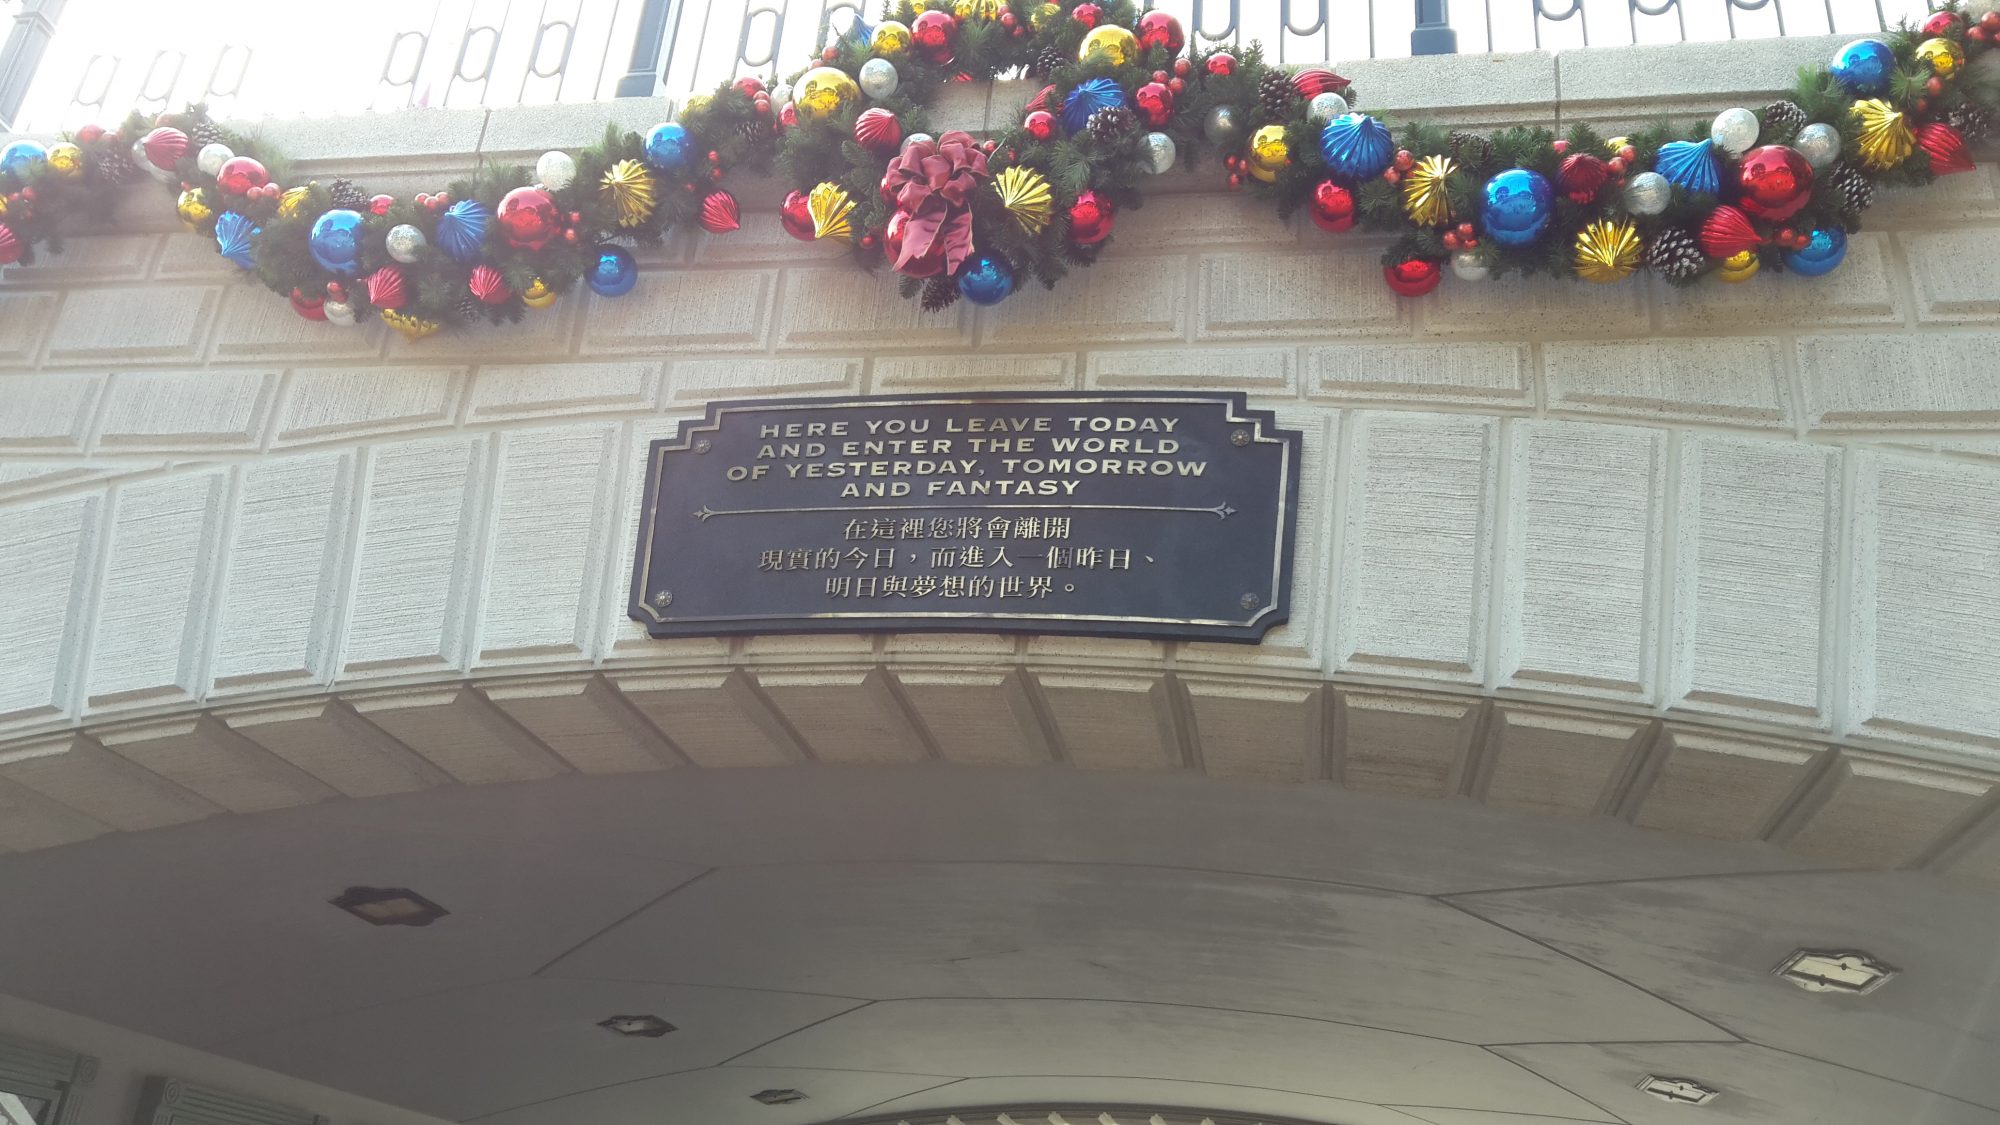 HERE YOU LEAVE TODAY
AND ENTER THE WORLD
OF YESTERDAY, TOMORROW
AND FANTASY
在這裡您將會離開
現實的今日，而進入一個昨日、
明日與夢想的世界。